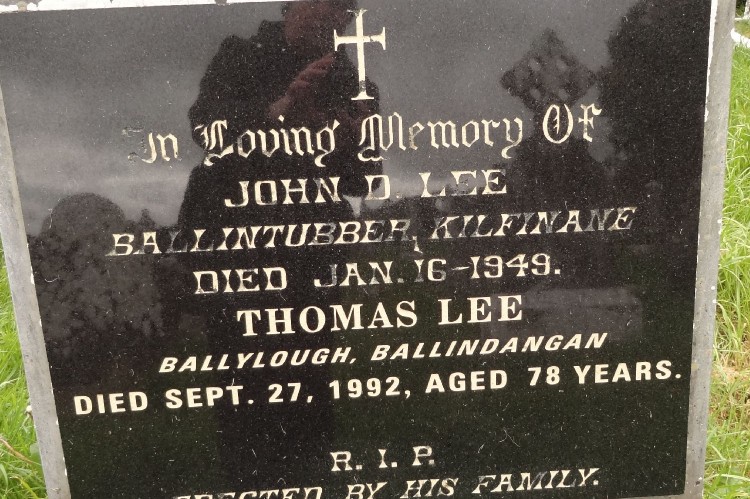 In Loving Memory Of
JOHN D. LEE
BALLINTUBBER, KILFINANE
DIED JAN. 16-1949.
THOMAS LEE
BALLYLOUGH, BALLINDANGAN
DIED SEPT. 27, 1992, AGED 78 YEARS.
R. I. P.
ERECTED BY HIS FAMILY.